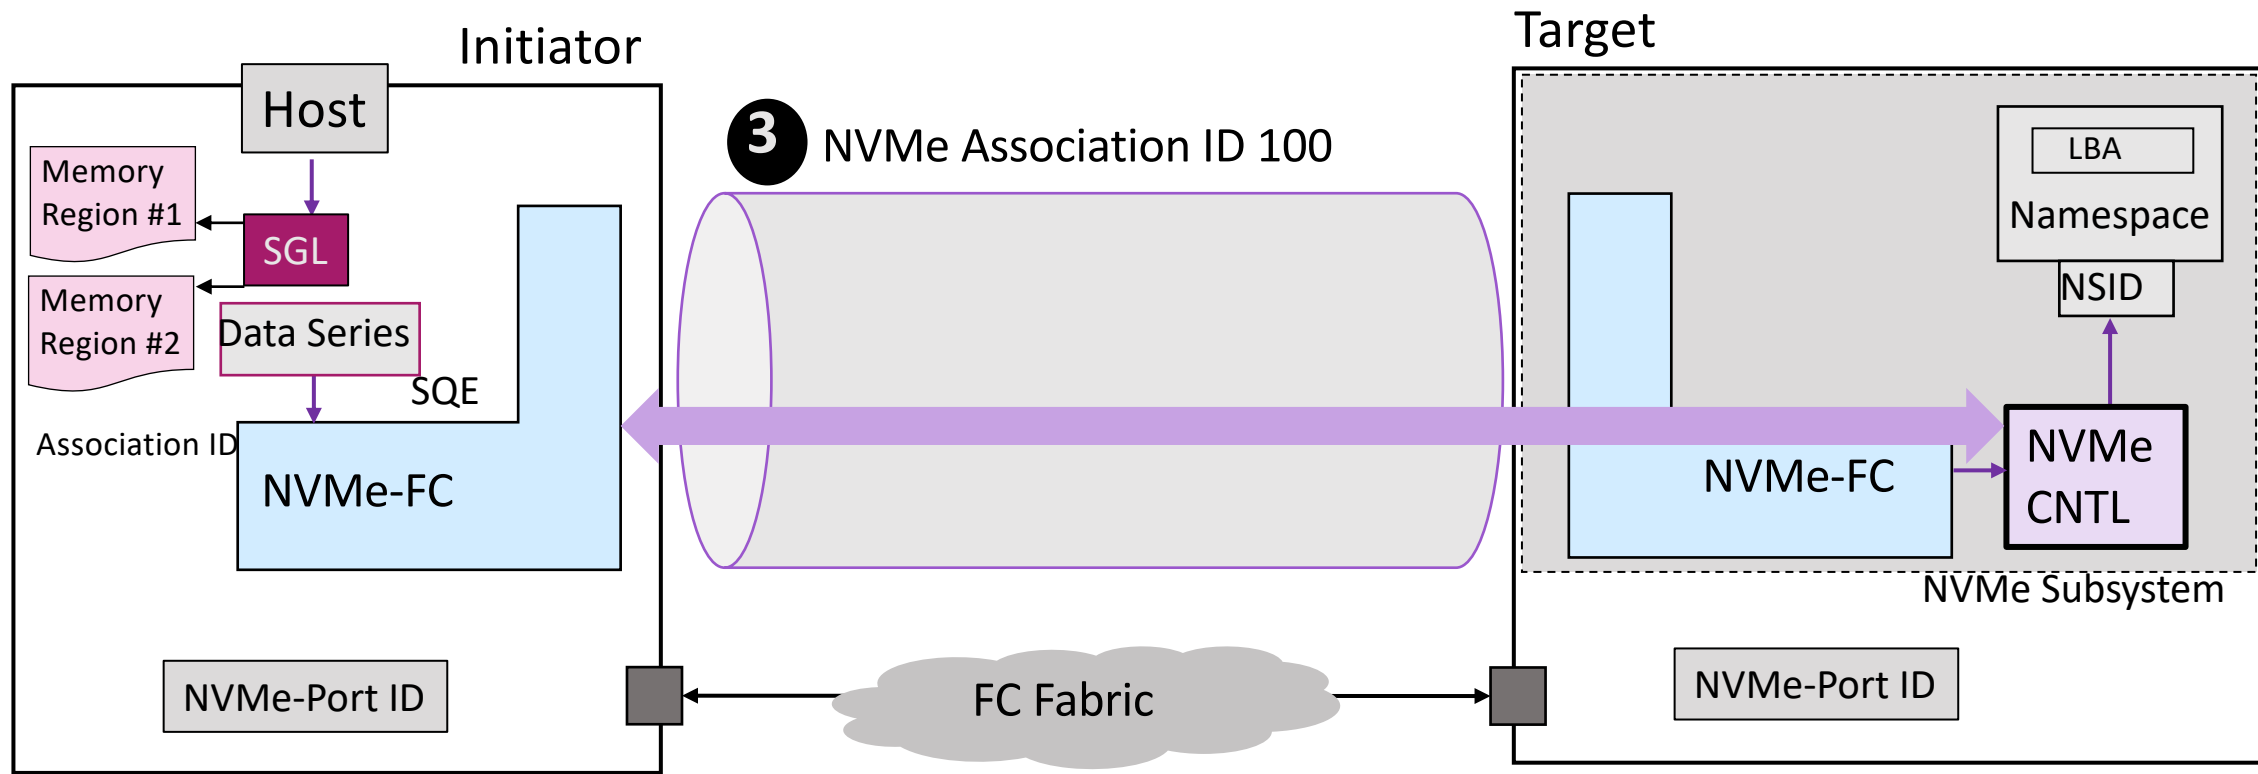 Initiator
Target
Host
3
NVMe Association ID 100
Memory
Region #1
SGL
Memory
Region #2
Data Series
SQE
Association ID
NVMe-FC
LBA
Namespace
NSID
NVMe-FC
NVMe
CNTL
NVMe Subsystem
NVMe-Port ID
FC Fabric
NVMe-Port ID